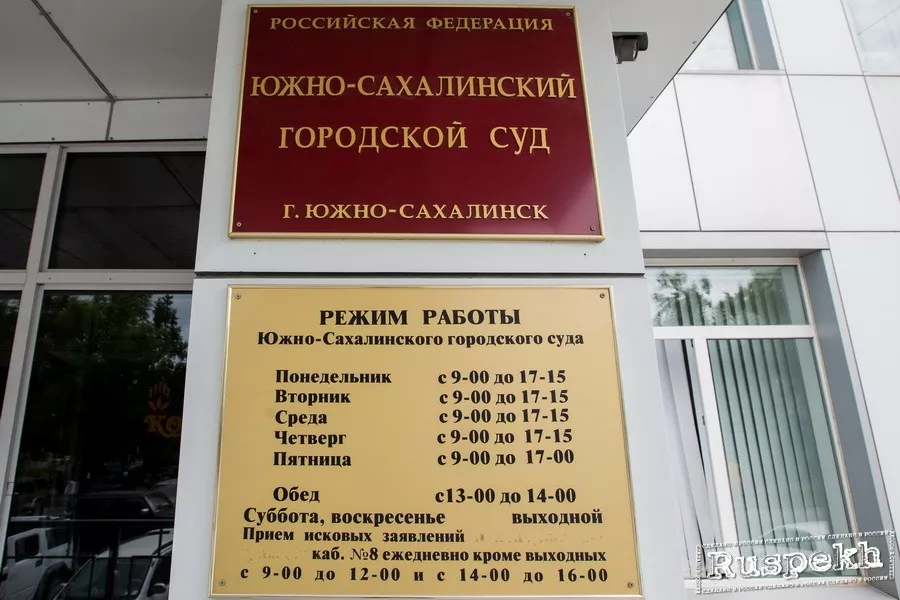 РОССИЙСКАЯ ФЕДЕРАЦИЯ
ЮЖНО-САХАЛИНСКИЙ
ГОРОДСКОЙ СУД
Г. ЮЖНО-САХАЛИНСК
РЕЖИМ РАБОТЫ
Южно-Сахалинского городского суда
Понедельник с 9-00 до 17-15
Вторник с 9-00 до 17-15
Среда с 9-00 до 17-15
Четверг с 9-00 до 17-15
Пятница с 9-00 до 17-00
Обед с13-00 до 14-00
Суббота, воскресенье выходной
Прием исковых заявлений
каб. №8 ежедневно кроме выходных
с 9-00 до 12-00 и с 14-00 до 16-00
Ruspekh